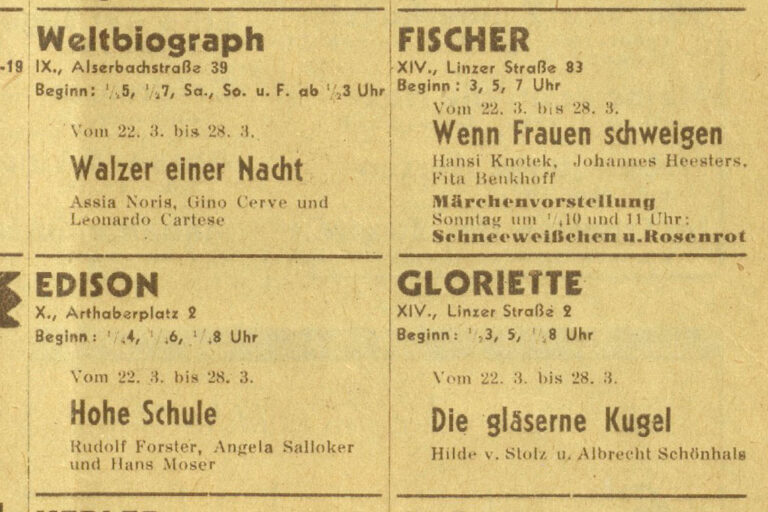 -19
Weltbiograph
IX., Alserbachstraße 39
Beginn: ½5, ½7, Sa., So. u. F. ab ½3 Uhr
Vom 22. 3. bis 28. 3.
Walzer einer Nacht
Assia Noris, Gino Cerve und
Leonardo Cartese
FISCHER
XIV., Linzer Straße 83
Beginn: 3, 5, 7 Uhr
Vom 22. 3. bis 28. 3.
Wenn Frauen schweigen
Hansi Knotek, Johannes Heesters,
Fita Benkhoff
Märchenvorstellung
Sonntag um ¼10 und 11 Uhr:
Schneeweißchen u. Rosenrot
EDISON
X., Arthaberplatz 2
Beginn: ¼4, ¼6, ¼8 Uhr
Vom 22. 3. bis 28. 3.
Hohe Schule
Rudolf Forster, Angela Salloker
und Hans Moser
GLORIETTE
XIV., Linzer Straße 2
Beginn: ½3, 5, ½8 Uhr
Vom 22. 3. bis 28. 3.
Die gläserne Kugel
Hilde v. Stolz u. Albrecht Schönhals